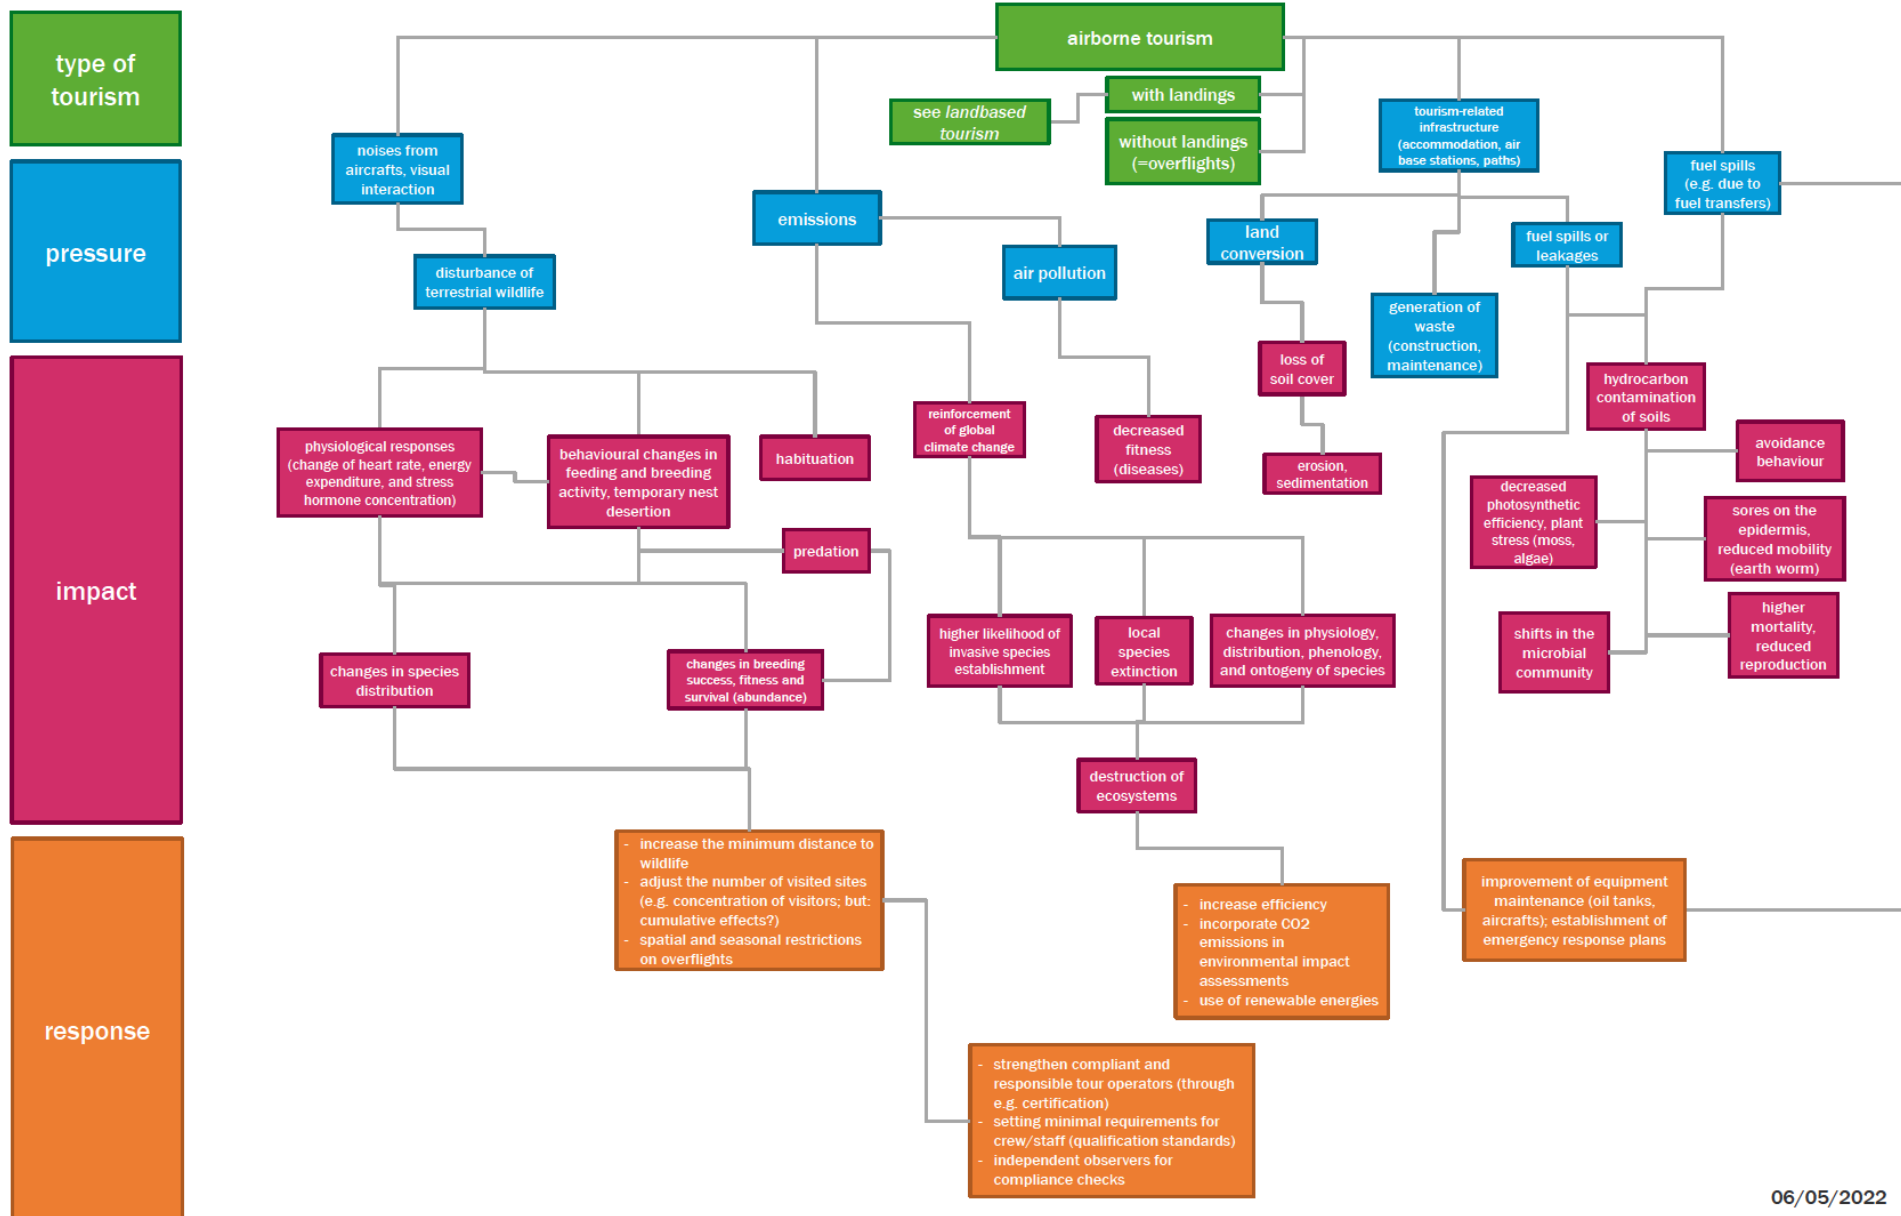 type of
tourism
pressure
impact
response
airborne tourism
with landings
see landbased
tourism
without landings
(=overflights)
noises from
aircrafts, visual
interaction
disturbance of
terrestrial wildlife
emissions
air pollution
tourism-related
infrastructure
(accommodation, air
base stations, paths)
land
conversion
generation of
waste
(construction,
maintenance)
fuel spills or
leakages
fuel spills
(e.g. due to
fuel transfers)
physiological responses
(change of heart rate, energy
expenditure, and stress
hormone concentration)
behavioural changes in
feeding and breeding
activity, temporary nest
desertion
habituation
predation
changes in species
distribution
changes in breeding
success, fitness and
survival (abundance)
reinforcement
of global
climate change
decreased
fitness
(diseases)
loss of
soil cover
erosion,
sedimentation
higher likelihood of
invasive species
establishment
local
species
extinction
changes in physiology,
distribution, phenology,
and ontogeny of species
destruction of
ecosystems
hydrocarbon
contamination
of soils
avoidance
behaviour
decreased
photosynthetic
efficiency, plant
stress (moss,
algae)
sores on the
epidermis,
reduced mobility
(earth worm)
shifts in the
microbial
community
higher
mortality,
reduced
reproduction
- increase the minimum distance to
wildlife
- adjust the number of visited sites
(e.g. concentration of visitors; but:
cumulative effects?)
- spatial and seasonal restrictions
on overflights
- increase efficiency
- incorporate CO2
emissions in
environmental impact
assessments
- use of renewable energies
improvement of equipment
maintenance (oil tanks,
aircrafts); establishment of
emergency response plans
- strengthen compliant and
responsible tour operators (through
e.g. certification)
- setting minimal requirements for
crew/staff (qualification standards)
- independent observers for
compliance checks
06/05/2022